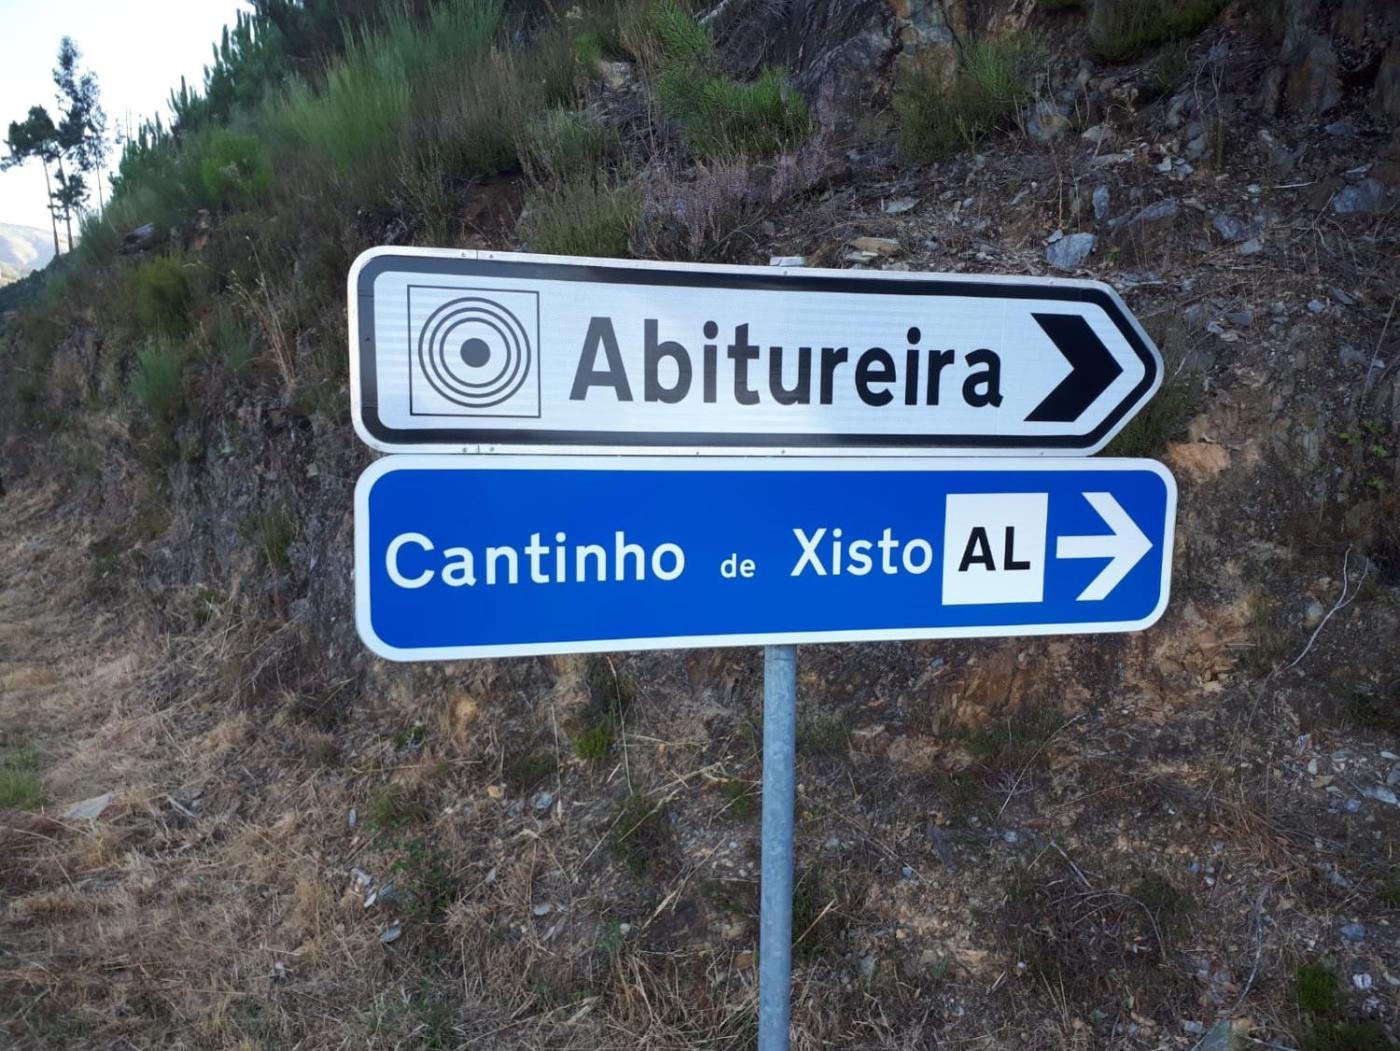 Abitureira
Cantinho de Xisto AL